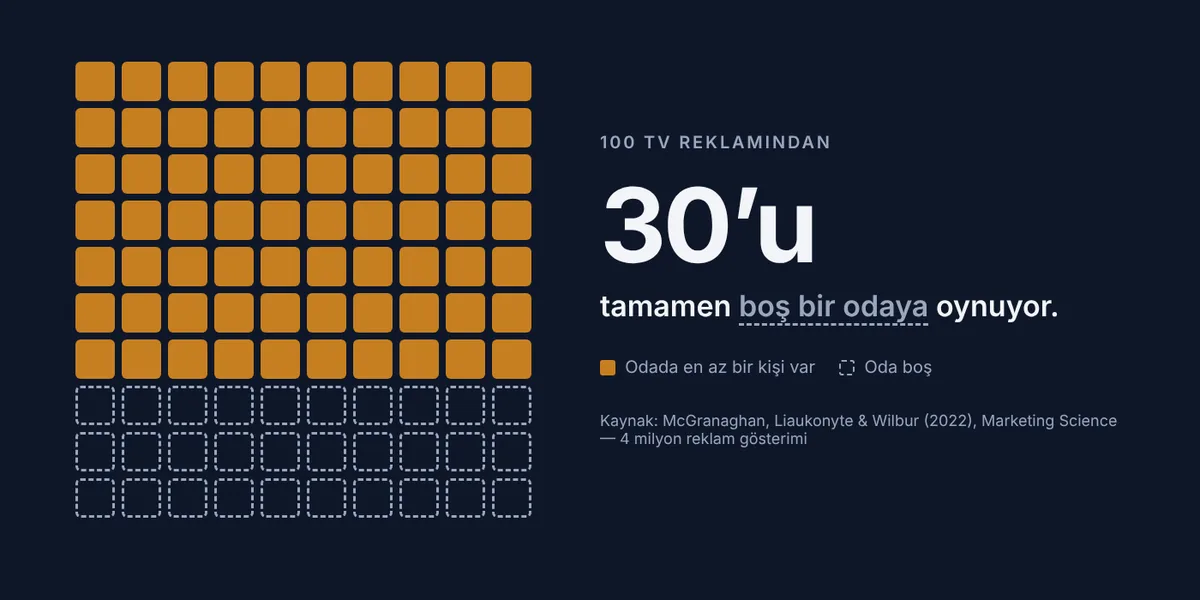 100 TV REKLAMINDAN
30’u
tamamen boş bir odaya oynuyor.
Odada en az bir kişi var Oda boş
Kaynak: McGranaghan, Liaukonyte & Wilbur (2022), Marketing Science
— 4 milyon reklam gösterimi